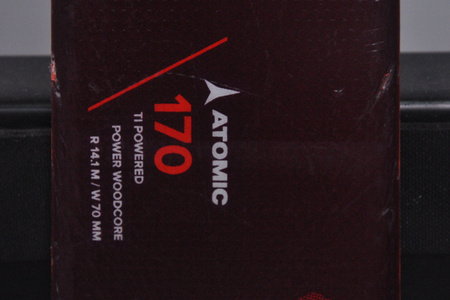 ATOMIC
170
TI POWERED
POWER WOODCORE
R 14.1 M / W 70 MM